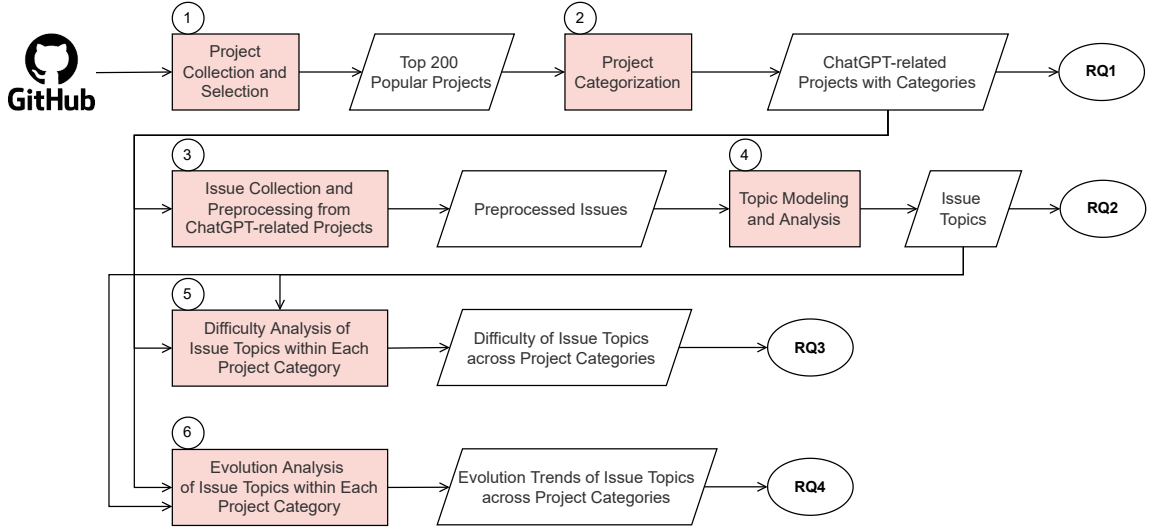 1
2
GitHub
Project
Collection and
Selection
Top 200
Popular Projects
Project
Categorization
ChatGPT-related
Projects with Categories
RQ1
3
4
Issue Collection and
Preprocessing from
ChatGPT-related Projects
Preprocessed Issues
Topic Modeling
and Analysis
Issue
Topics
RQ2
5
Difficulty Analysis of
Issue Topics within Each
Project Category
Difficulty of Issue Topics
across Project Categories
RQ3
6
Evolution Analysis
of Issue Topics within Each
Project Category
Evolution Trends of Issue Topics
across Project Categories
RQ4